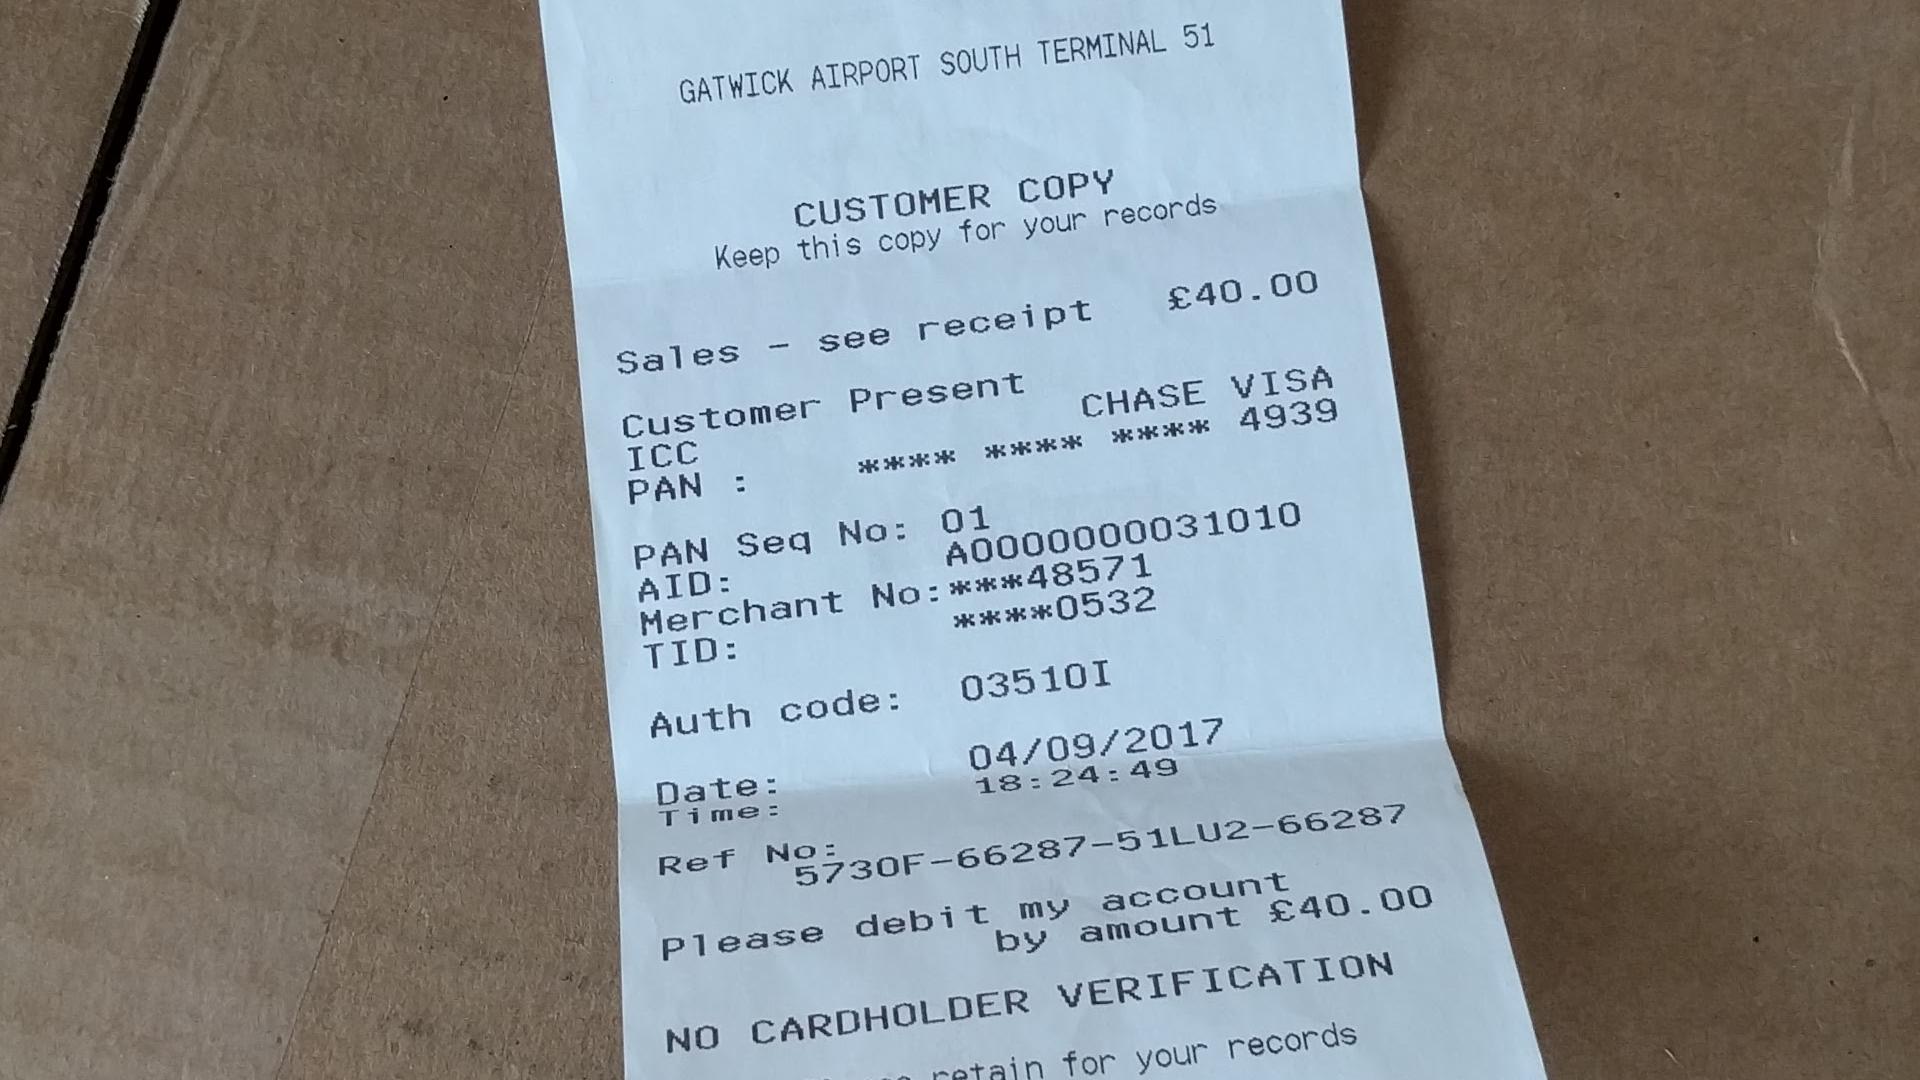 GATWICK AIRPORT SOUTH TERMINAL 51
CUSTOMER COPY
Keep this copy for your records
Sales - see receipt £40.00
Customer Present
ICC CHASE VISA
PAN : **** **** **** 4939
PAN Seq No: 01
AID: A0000000031010
Merchant No:***48571
TID: ****0532
Auth code: 03510I
Date: 04/09/2017
Time: 18:24:49
Ref No:
5730F-66287-51LU2-66287
Please debit my account
by amount £40.00
NO CARDHOLDER VERIFICATION
retain for your records